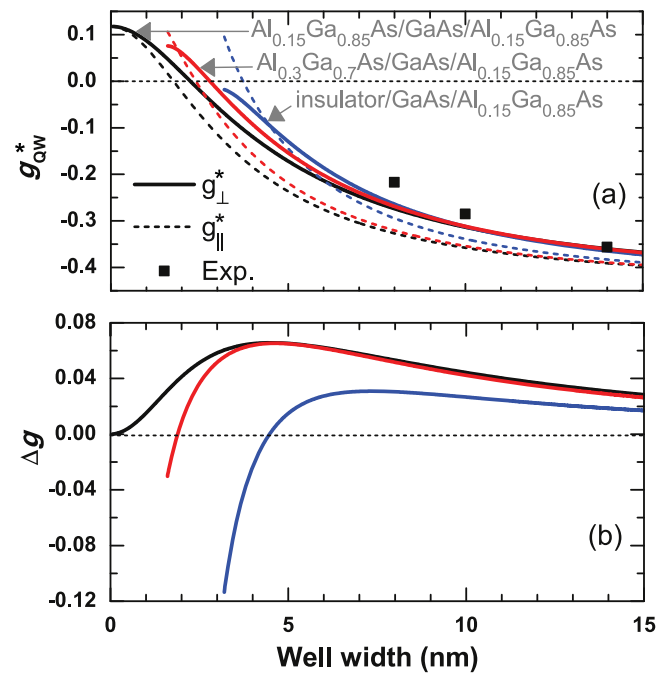 0.1
0.0
-0.1
-0.2
-0.3
-0.4
g*QW
Al0.15Ga0.85As/GaAs/Al0.15Ga0.85As
Al0.3Ga0.7As/GaAs/Al0.15Ga0.85As
insulator/GaAs/Al0.15Ga0.85As
g*⊥
g*||
Exp.
(a)
0.08
0.04
0.00
-0.04
-0.08
-0.12
Δg
(b)
0
5
10
15
Well width (nm)